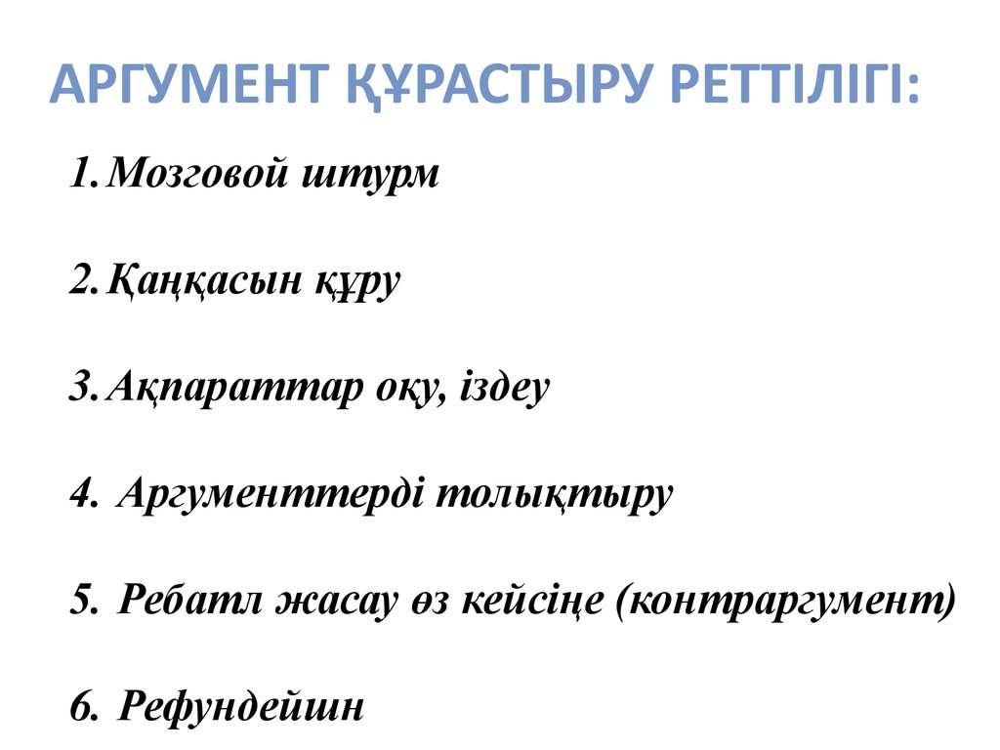 АРГУМЕНТ ҚҰРАСТЫРУ РЕТТІЛІГІ:
1. Мозговой штурм
2. Қаңқасын құру
3. Ақпараттар оқу, іздеу
4. Аргументтерді толықтыру
5. Ребатл жасау өз кейсіңе (контраргумент)
6. Рефундейшн